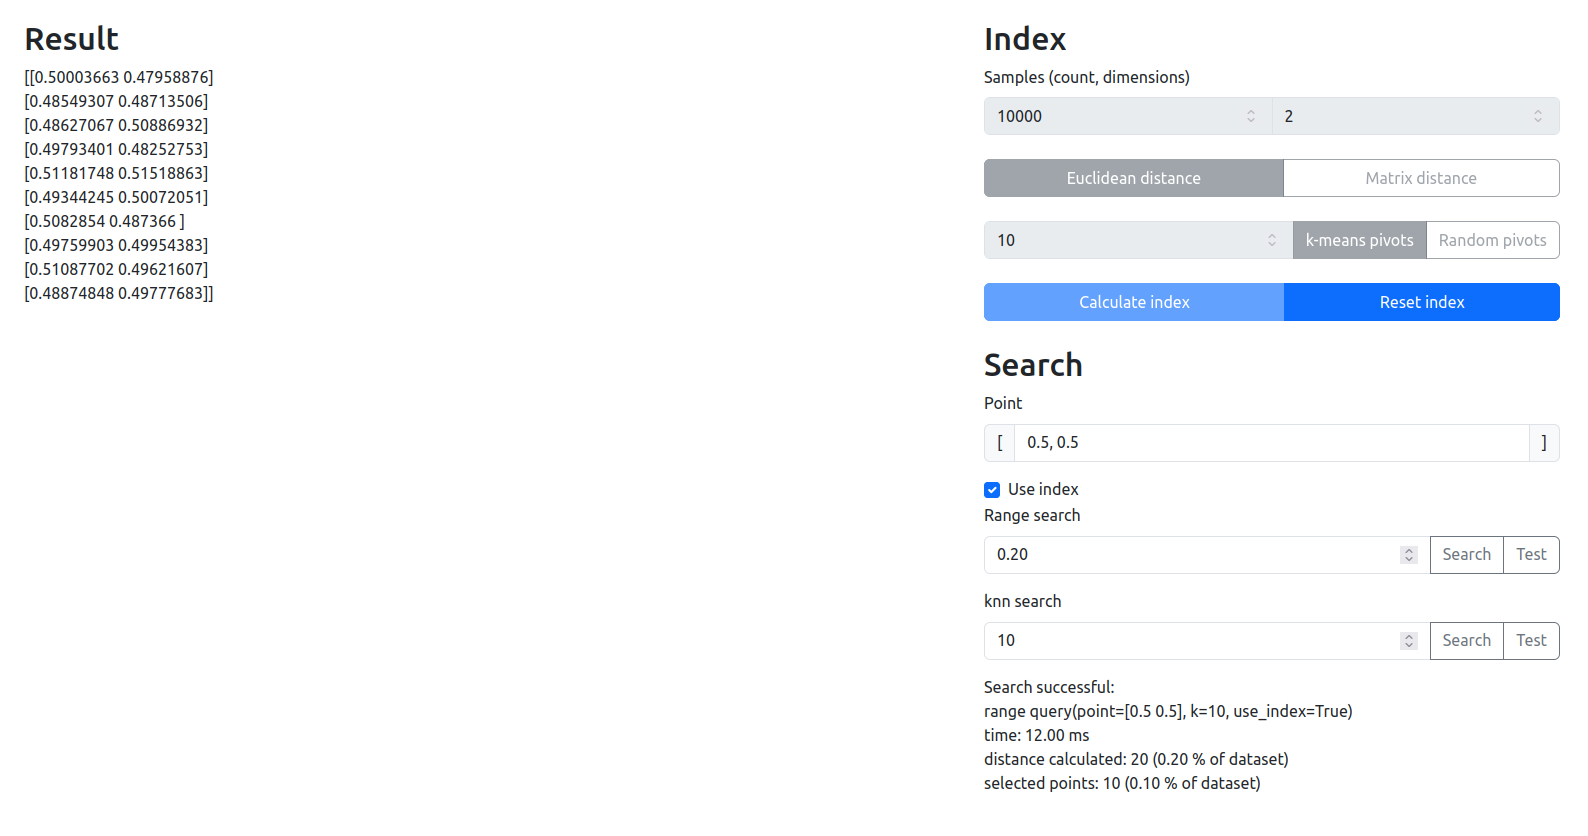 Result
[[0.50003663 0.47958876]
[0.48549307 0.48713506]
[0.48627067 0.50886932]
[0.49793401 0.48252753]
[0.51181748 0.51518863]
[0.49344245 0.50072051]
[0.5082854 0.487366 ]
[0.49759903 0.49954383]
[0.51087702 0.49621607]
[0.48874848 0.49777683]]
Index
Samples (count, dimensions)
10000 2
Euclidean distance Matrix distance
10 k-means pivots Random pivots
Calculate index Reset index
Search
Point
[ 0.5, 0.5 ]
Use index
Range search
0.20 Search Test
knn search
10 Search Test
Search successful:
range query(point=[0.5 0.5], k=10, use_index=True)
time: 12.00 ms
distance calculated: 20 (0.20 % of dataset)
selected points: 10 (0.10 % of dataset)